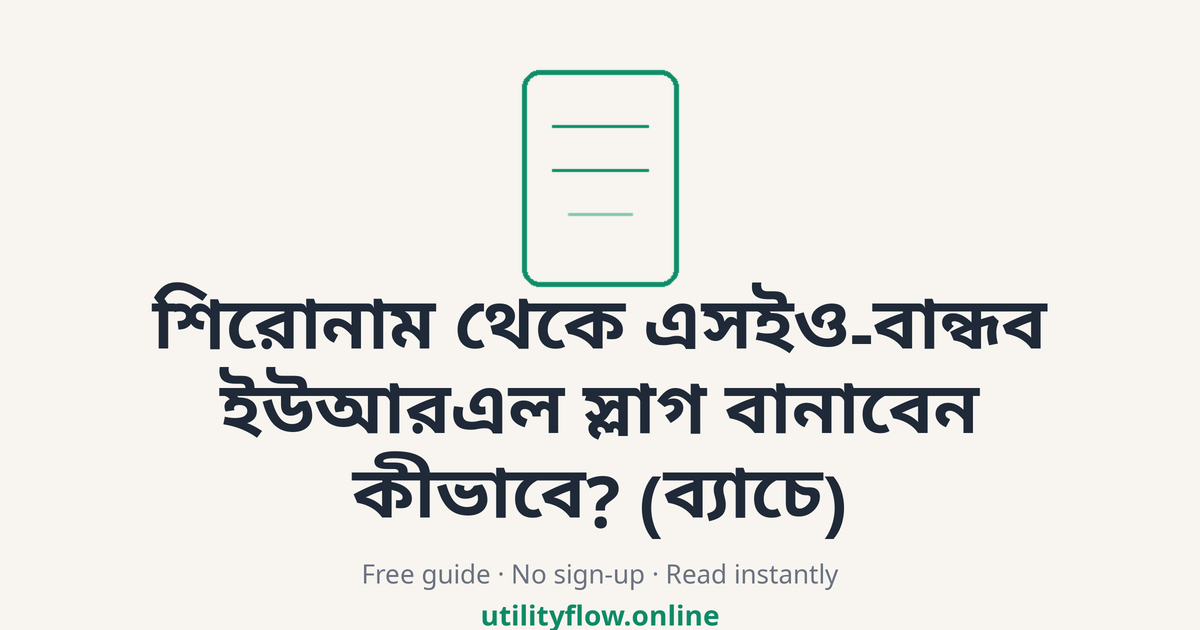 শিরোনাম থেকে এসইও-বান্ধব
ইউআরএল স্লাগ বানাবেন
কীভাবে? (ব্যাচে)
Free guide · No sign-up · Read instantly
utilityflow.online